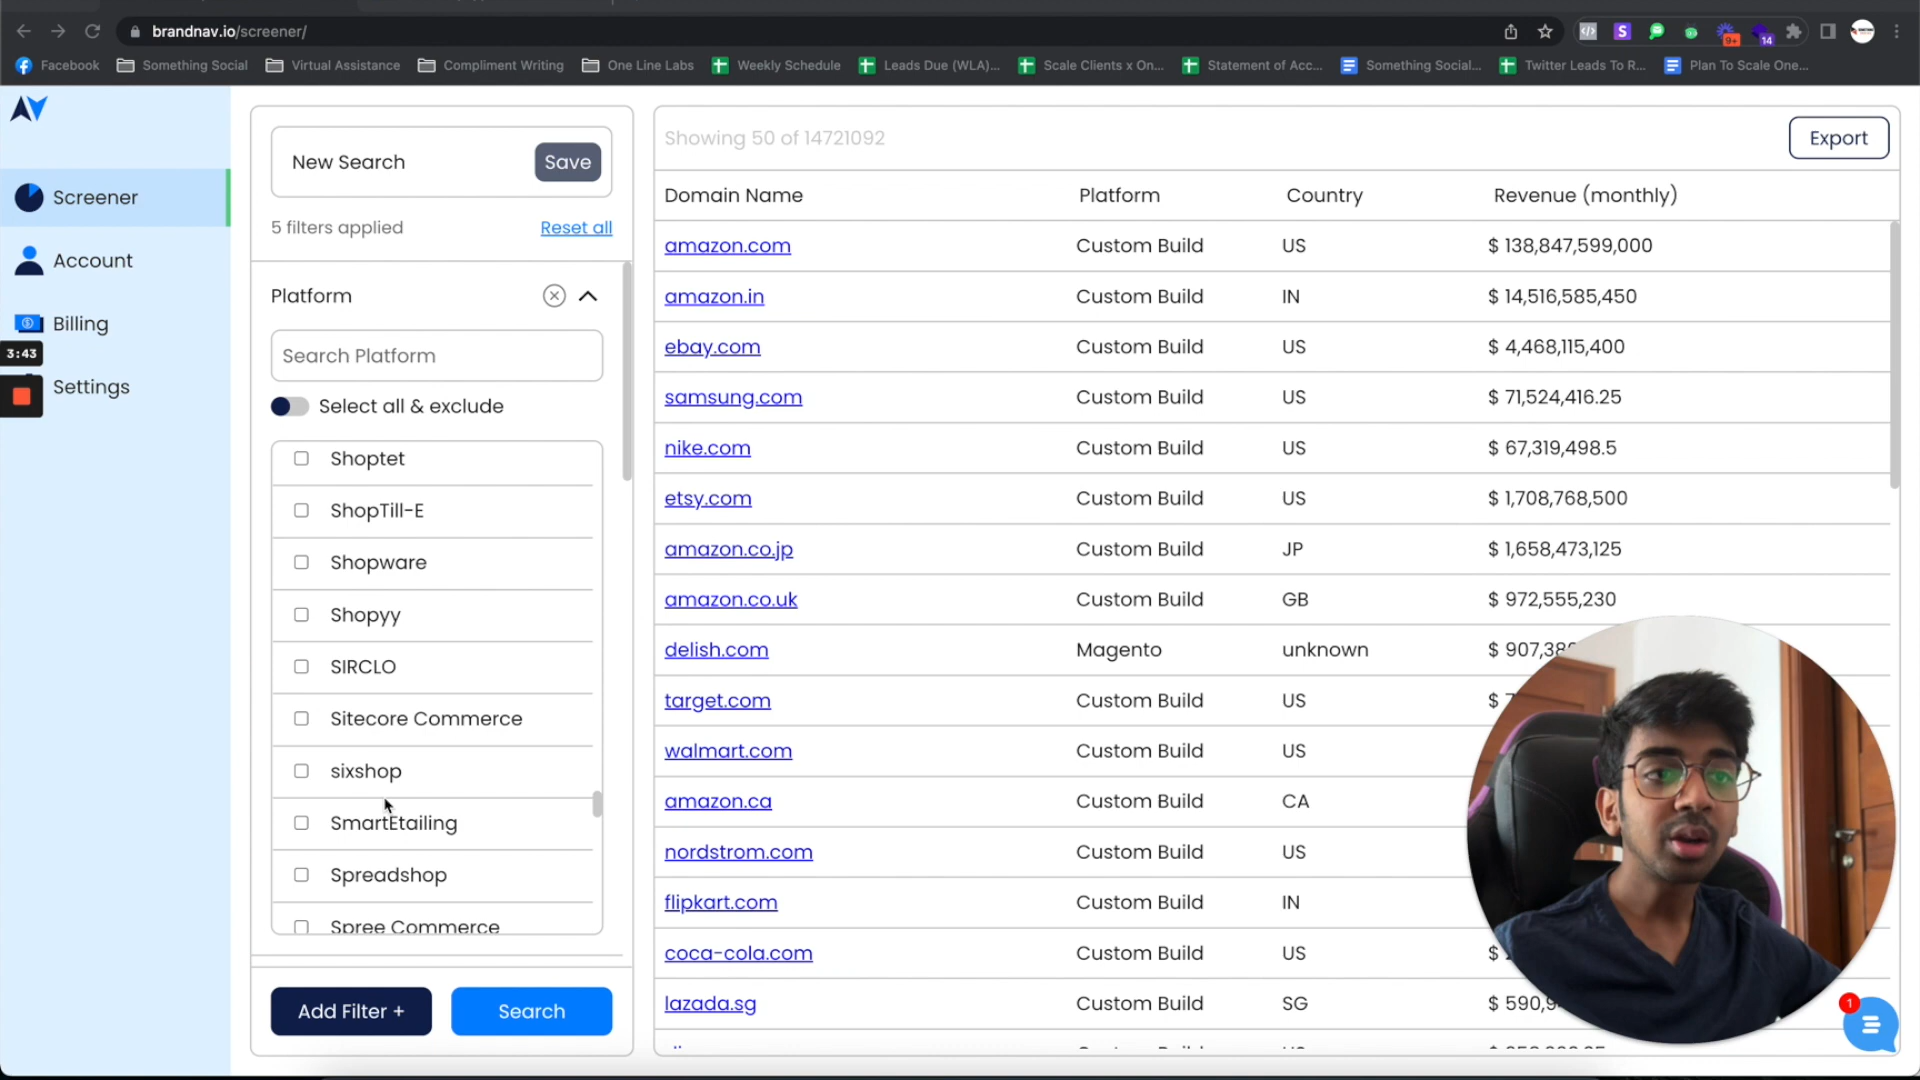 brandnav.io/screener/
9+
14
Facebook
Something Social
Virtual Assistance
Compliment Writing
One Line Labs
Weekly Schedule
Leads Due (WLA)...
Scale Clients x On...
Statement of Acc...
Something Social...
Twitter Leads To R...
Plan To Scale One...
Screener
Account
Billing
3:43
Settings
New Search
Save
5 filters applied
Reset all
Platform
Search Platform
Select all & exclude
Shoptet
ShopTill-E
Shopware
Shopyy
SIRCLO
Sitecore Commerce
sixshop
SmartEtailing
Spreadshop
Spree Commerce
Add Filter +
Search
Showing 50 of 14721092
Export
Domain Name Platform Country Revenue (monthly)
amazon.com Custom Build US $ 138,847,599,000
amazon.in Custom Build IN $ 14,516,585,450
ebay.com Custom Build US $ 4,468,115,400
samsung.com Custom Build US $ 71,524,416.25
nike.com Custom Build US $ 67,319,498.5
etsy.com Custom Build US $ 1,708,768,500
amazon.co.jp Custom Build JP $ 1,658,473,125
amazon.co.uk Custom Build GB $ 972,555,230
delish.com Magento unknown $
target.com Custom Build US $
walmart.com Custom Build US
amazon.ca Custom Build CA
nordstrom.com Custom Build US
flipkart.com Custom Build IN
coca-cola.com Custom Build US $
lazada.sg Custom Build SG $
1